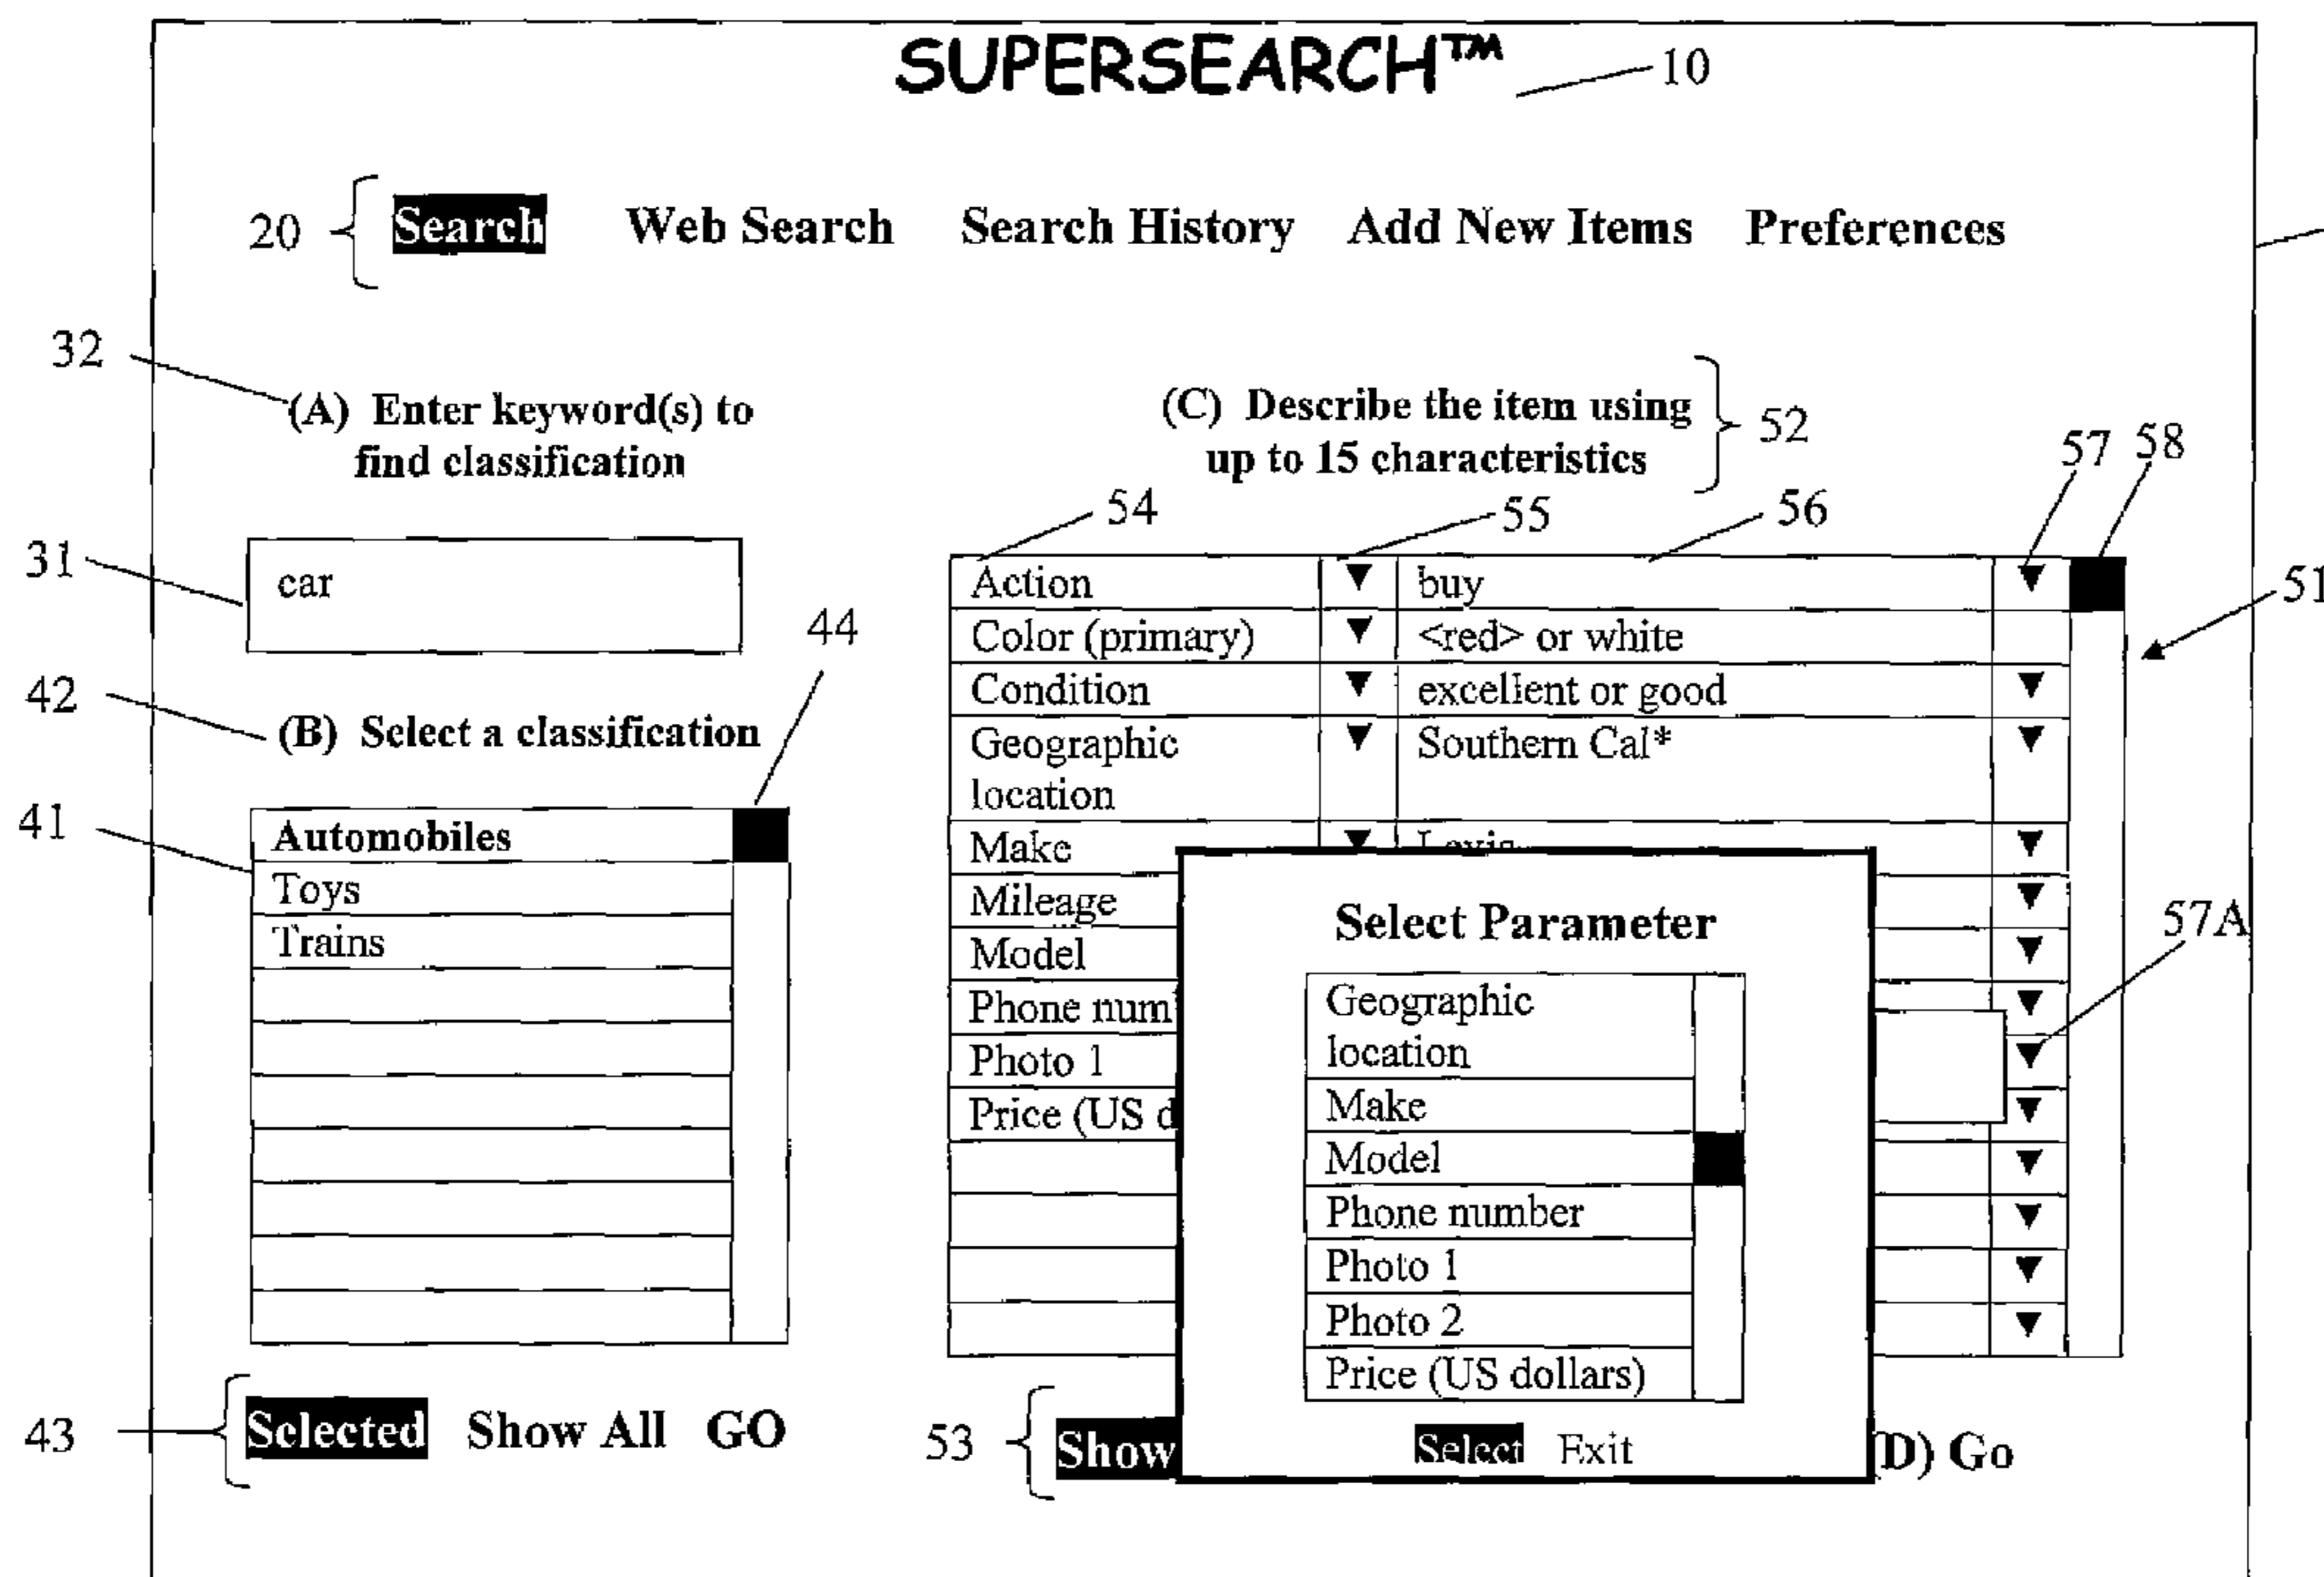 SUPERSEARCH™
10
20
Search Web Search Search History Add New Items Preferences
32
(A) Enter keyword(s) to
find classification
31
car
42
(B) Select a classification
44
41
Automobiles
Toys
Trains
43
Selected Show All GO
(C) Describe the item using
up to 15 characteristics
52
54
55
56
57
58
51
Action ▼ buy ▼
Color (primary) ▼ <red> or white
Condition ▼ excellent or good ▼
Geographic ▼ Southern Cal* ▼
location
Make ▼ ▼
Mileage ▼
Model ▼
Phone num ▼
Photo 1 ▼
Price (US d ▼
57A
Select Parameter
Geographic
location
Make
Model
Phone number
Photo 1
Photo 2
Price (US dollars)
Select Exit
53
Show
D) Go